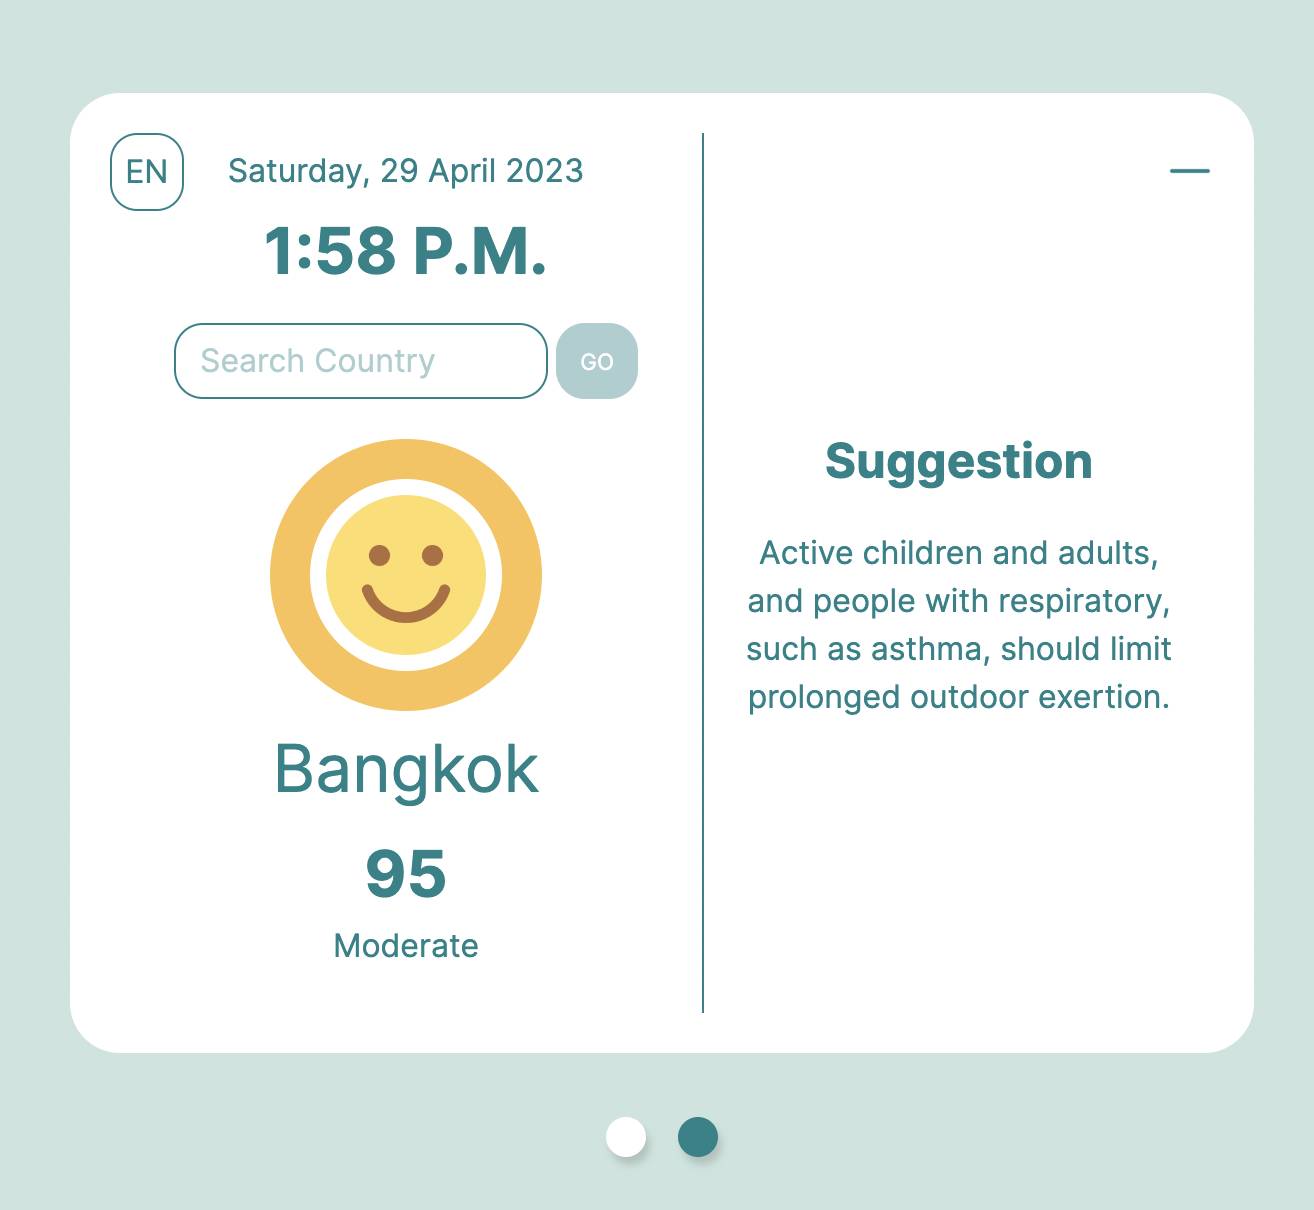 EN
Saturday, 29 April 2023
1:58 P.M.
Search Country
GO
Bangkok
95
Moderate
Suggestion
Active children and adults,
and people with respiratory,
such as asthma, should limit
prolonged outdoor exertion.